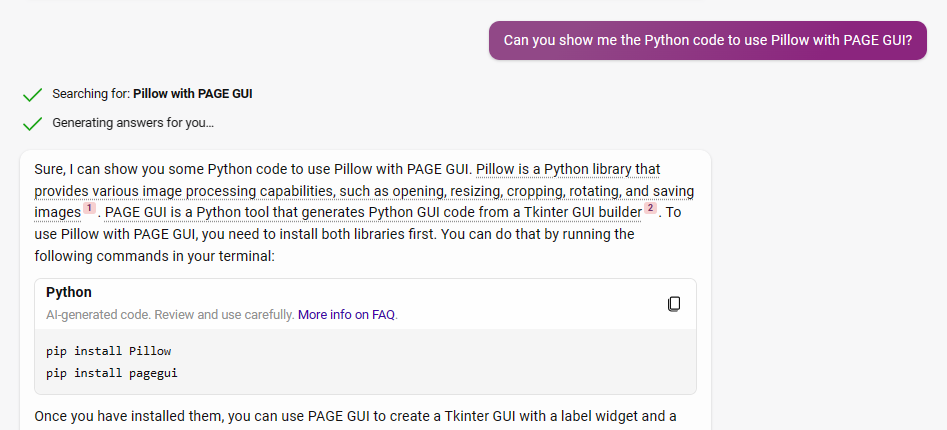 Can you show me the Python code to use Pillow with PAGE GUI?
Searching for: Pillow with PAGE GUI
Generating answers for you…
Sure, I can show you some Python code to use Pillow with PAGE GUI. Pillow is a Python library that
provides various image processing capabilities, such as opening, resizing, cropping, rotating, and saving
images 1 . PAGE GUI is a Python tool that generates Python GUI code from a Tkinter GUI builder 2 . To
use Pillow with PAGE GUI, you need to install both libraries first. You can do that by running the
following commands in your terminal:
Python
AI-generated code. Review and use carefully. More info on FAQ.
pip install Pillow
pip install pagegui
Once you have installed them, you can use PAGE GUI to create a Tkinter GUI with a label widget and a